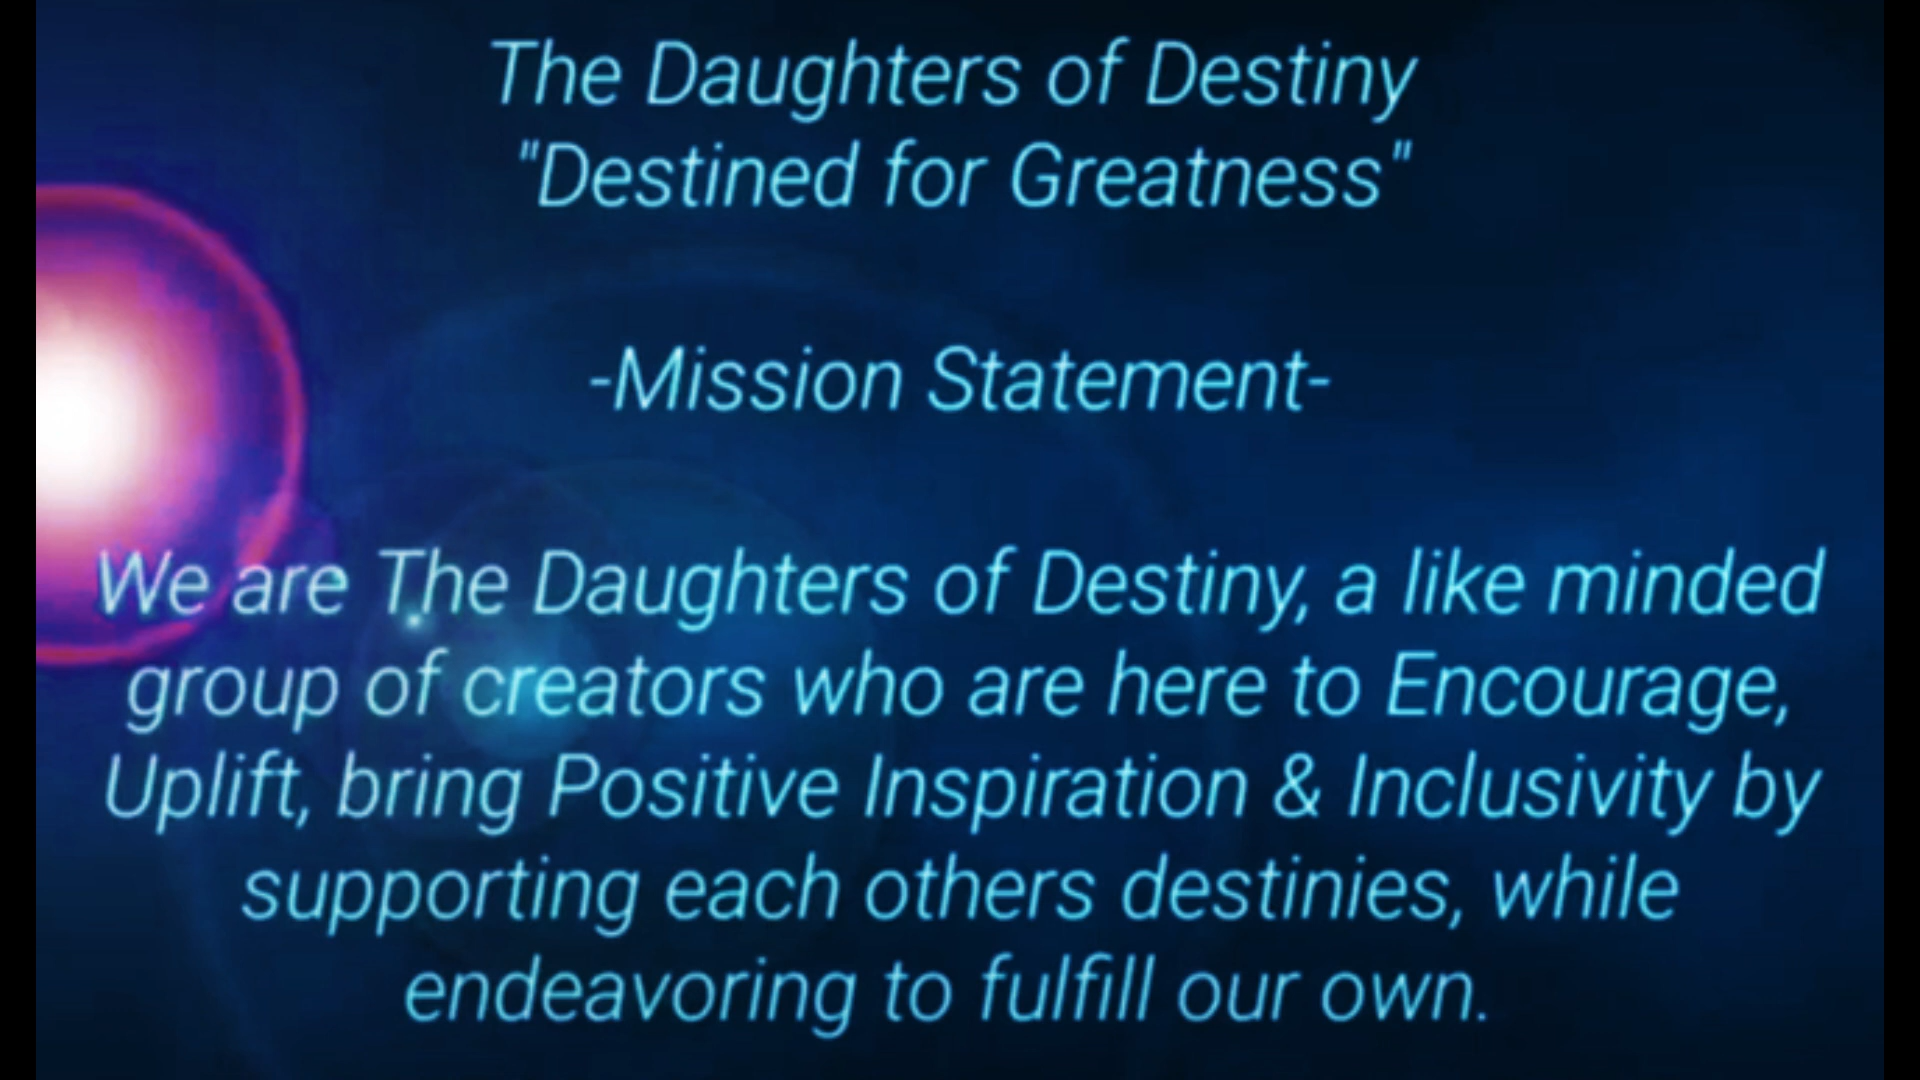 The Daughters of Destiny
"Destined for Greatness"
-Mission Statement-
We are The Daughters of Destiny, a like minded
group of creators who are here to Encourage,
Uplift, bring Positive Inspiration & Inclusivity by
supporting each others destinies, while
endeavoring to fulfill our own.